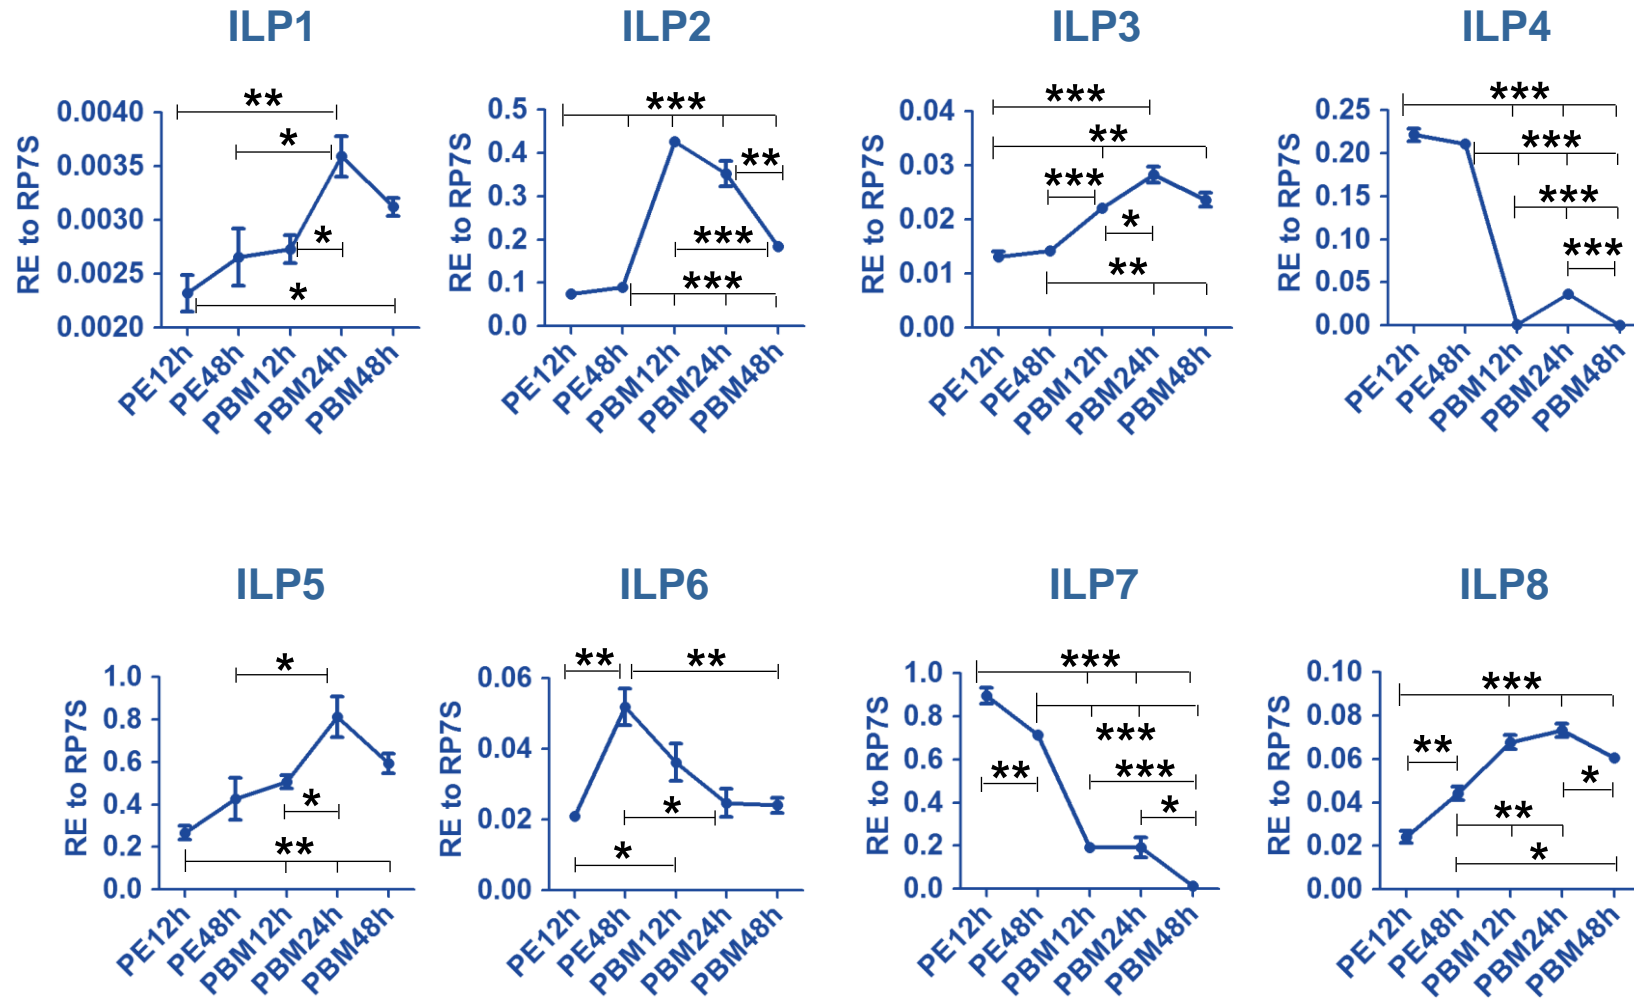 ILP1
**
0.0040
*
0.0035
RE to RP7S
0.0030
*
0.0025
*
0.0020
PE12h
PE48h
PBM12h
PBM24h
PBM48h
ILP2
***
0.5
0.4
**
RE to RP7S
0.3
0.2
***
0.1
***
0.0
PE12h
PE48h
PBM12h
PBM24h
PBM48h
ILP3
***
0.04
**
0.03
***
RE to RP7S
0.02
*
0.01
**
0.00
PE12h
PE48h
PBM12h
PBM24h
PBM48h
ILP4
***
0.25
***
0.20
RE to RP7S
0.15
***
0.10
***
0.05
0.00
PE12h
PE48h
PBM12h
PBM24h
PBM48h
ILP5
*
1.0
0.8
RE to RP7S
0.6
0.4
*
0.2
**
0.0
PE12h
PE48h
PBM12h
PBM24h
PBM48h
ILP6
**
**
0.06
RE to RP7S
0.04
*
0.02
*
0.00
PE12h
PE48h
PBM12h
PBM24h
PBM48h
ILP7
***
1.0
0.8
***
RE to RP7S
0.6
**
***
0.4
*
0.2
0.0
PE12h
PE48h
PBM12h
PBM24h
PBM48h
ILP8
***
0.10
0.08
**
RE to RP7S
0.06
*
0.04
**
0.02
*
0.00
PE12h
PE48h
PBM12h
PBM24h
PBM48h